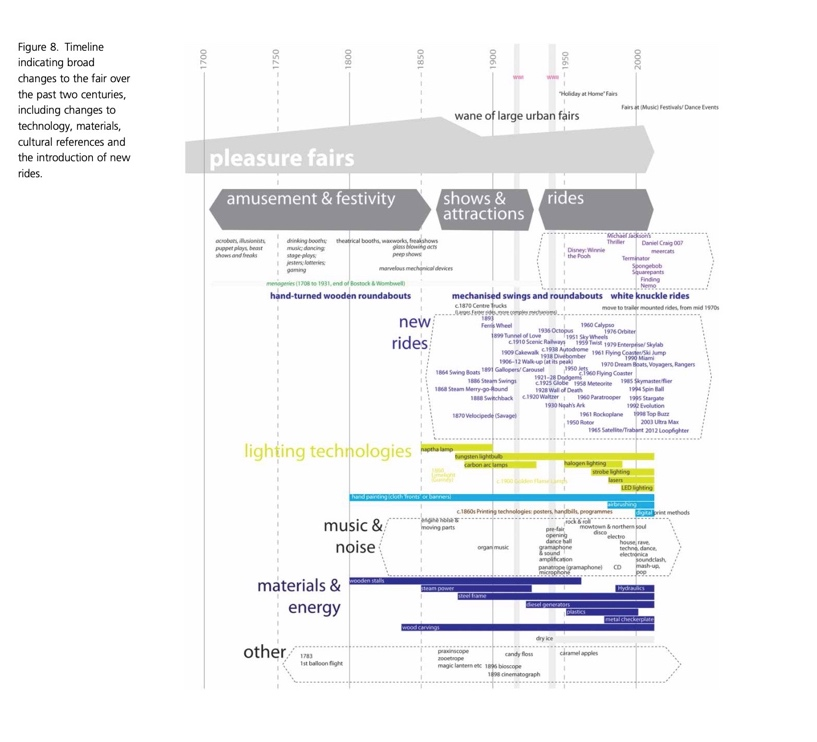 Figure 8. Timeline
indicating broad
changes to the fair over
the past two centuries,
including changes to
technology, materials,
cultural references and
the introduction of new
rides.
1700
1750
1800
1850
1900
1950
2000
WWI
WWII
"Holiday at Home" Fairs
Fairs at (Music) Festivals/ Dance Events
wane of large urban fairs
pleasure fairs
amusement & festivity
shows &
attractions
rides
acrobats, illusionists,
puppet plays, beast
shows and freaks
drinking booths;
music; dancing;
stage-plays;
jesters; lotteries;
gaming
theatrical booths, waxworks, freakshows
glass blowing acts
peep shows
marvelous mechanical devices
menageries (1708 to 1931, end of Bostock & Wombwell)
Michael Jackson's
Thriller
Daniel Craig 007
Disney: Winnie
the Pooh
meercats
Terminator
Spongebob
Squarepants
Finding
Nemo
hand-turned wooden roundabouts
mechanised swings and roundabouts
white knuckle rides
c.1870 Centre Trucks
(Larger, Faster rides, more complex mechanisms)
move to trailer mounted rides, from mid 1970s
new
rides
1893
Ferris Wheel
1960 Calypso
1936 Octopus
1976 Orbiter
1899 Tunnel of Love
1951 Sky Wheels
c.1910 Scenic Railways
1959 Twist
1979 Enterprise/ Skylab
c.1938 Autodrome
1909 Cakewalk
1938 Divebomber
1961 Flying Coaster/Ski Jump
1990 Miami
1906-12 Walk-up (at its peak)
1970 Dream Boats, Voyagers, Rangers
1891 Gallopers/ Carousel
1950 Jets
1864 Swing Boats
c.1960 Flying Coaster
1921-28 Dodgems
1886 Steam Swings
c.1925 Globe
1958 Meteorite
1985 Skymaster/flier
1868 Steam Merry-go-Round
1928 Wall of Death
1994 Spin Ball
1888 Switchback
c.1920 Waltzer
1960 Paratrooper
1995 Stargate
1930 Noah's Ark
1992 Evolution
1870 Velocipede (Savage)
1961 Rockoplane
1998 Top Buzz
1950 Rotor
2003 Ultra Max
1965 Satellite/Trabant
2012 Loopfighter
lighting technologies
naptha lamp
tungsten lightbulb
carbon arc lamps
halogen lighting
strobe lighting
lasers
LED lighting
hand painting (cloth 'fronts' or banners)
airbrushing
c.1860s Printing technologies: posters, handbills, programmes
digital print methods
music &
noise
engine noise &
moving parts
organ music
rock & roll
mowtown & northern soul
disco
pre-fair
opening
dance ball
gramaphone
& sound
amplification
electro
house, rave,
techno, dance,
electronica
soundclash,
mash-up,
pop
panatrope (gramaphone)
microphone
CD
materials &
energy
wooden stalls
steam power
Hydraulics
steel frame
diesel generators
plastics
metal checkerplate
wood carvings
dry ice
other
1783
1st balloon flight
praxinscope
zooetrope
magic lantern etc
1896 bioscope
1898 cinematograph
candy floss
caramel apples